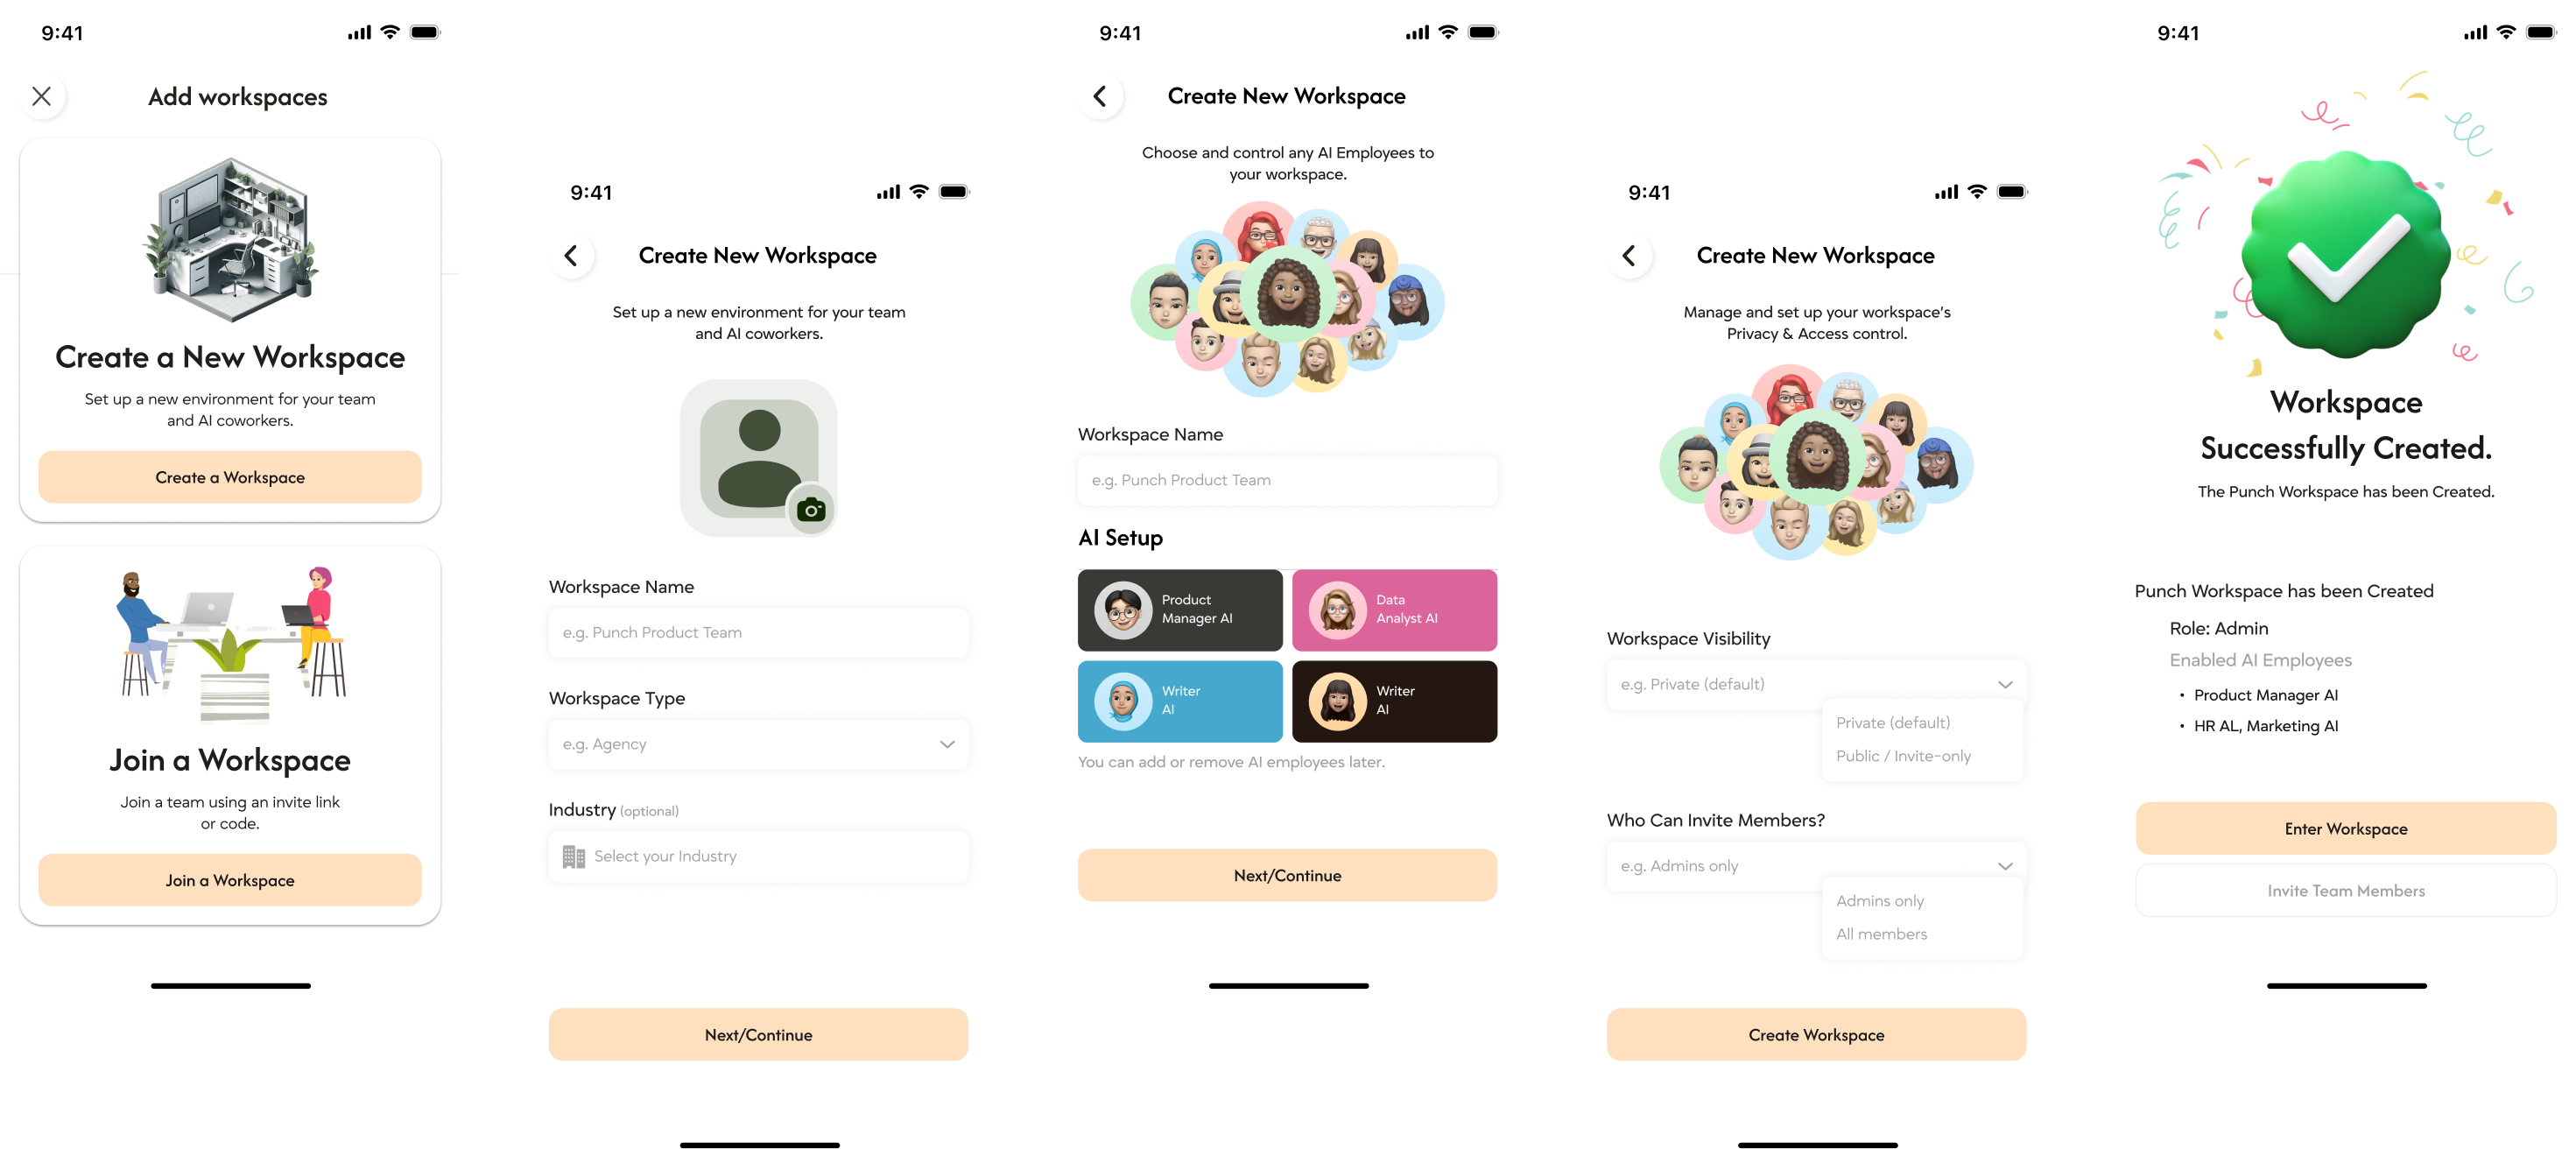 9:41
Add workspaces
Create a New Workspace
Set up a new environment for your team
and AI coworkers.
Create a Workspace
Join a Workspace
Join a team using an invite link
or code.
Join a Workspace
9:41
Create New Workspace
Set up a new environment for your team
and AI coworkers.
Workspace Name
e.g. Punch Product Team
Workspace Type
e.g. Agency
Industry (optional)
Select your Industry
Next/Continue
9:41
Create New Workspace
Choose and control any AI Employees to
your workspace.
Workspace Name
e.g. Punch Product Team
AI Setup
Product
Manager AI
Data
Analyst AI
Writer
AI
Writer
AI
You can add or remove AI employees later.
Next/Continue
9:41
Create New Workspace
Manage and set up your workspace's
Privacy & Access control.
Workspace Visibility
e.g. Private (default)
Private (default)
Public / Invite-only
Who Can Invite Members?
e.g. Admins only
Admins only
All members
Create Workspace
9:41
Workspace
Successfully Created.
The Punch Workspace has been Created.
Punch Workspace has been Created
Role: Admin
Enabled AI Employees
• Product Manager AI
• HR AL, Marketing AI
Enter Workspace
Invite Team Members